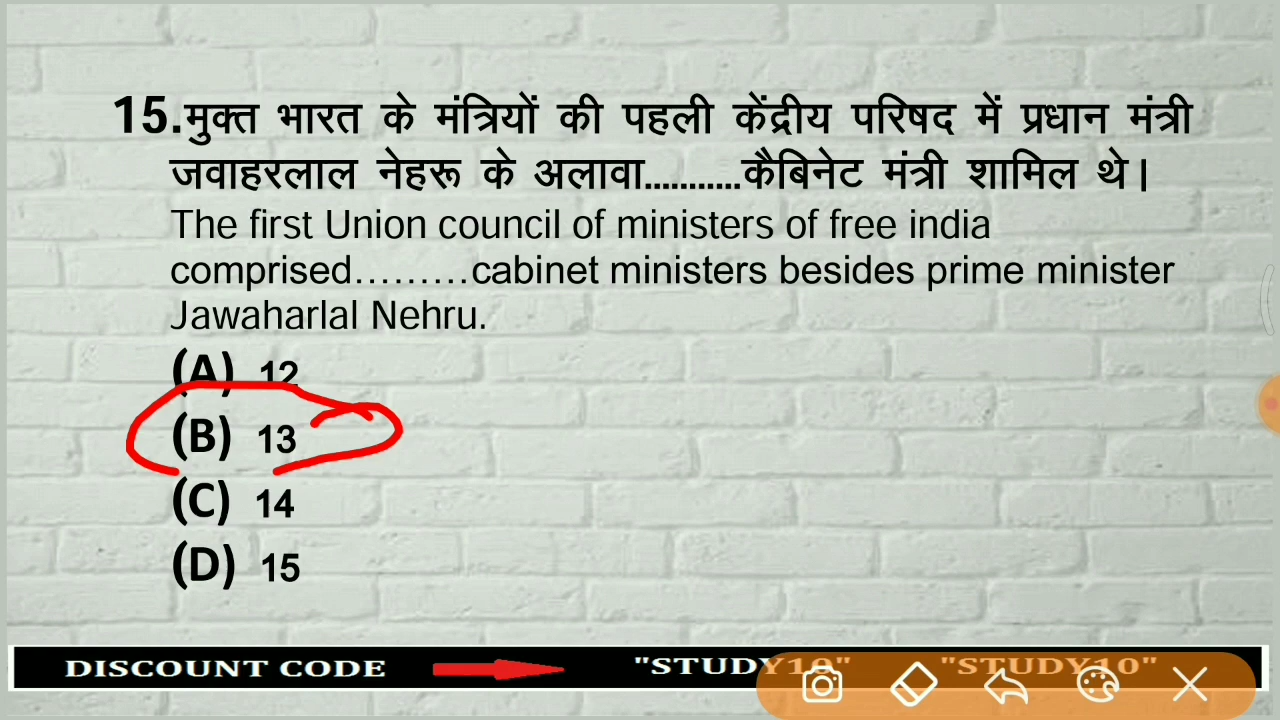 15.मुक्त भारत के मंत्रियों की पहली केंद्रीय परिषद में प्रधान मंत्री
जवाहरलाल नेहरू के अलावा...........कैबिनेट मंत्री शामिल थे।
The first Union council of ministers of free india
comprised.........cabinet ministers besides prime minister
Jawaharlal Nehru.
(A) 12
(B) 13
(C) 14
(D) 15
DISCOUNT CODE "STUDY10" "STUDY10"